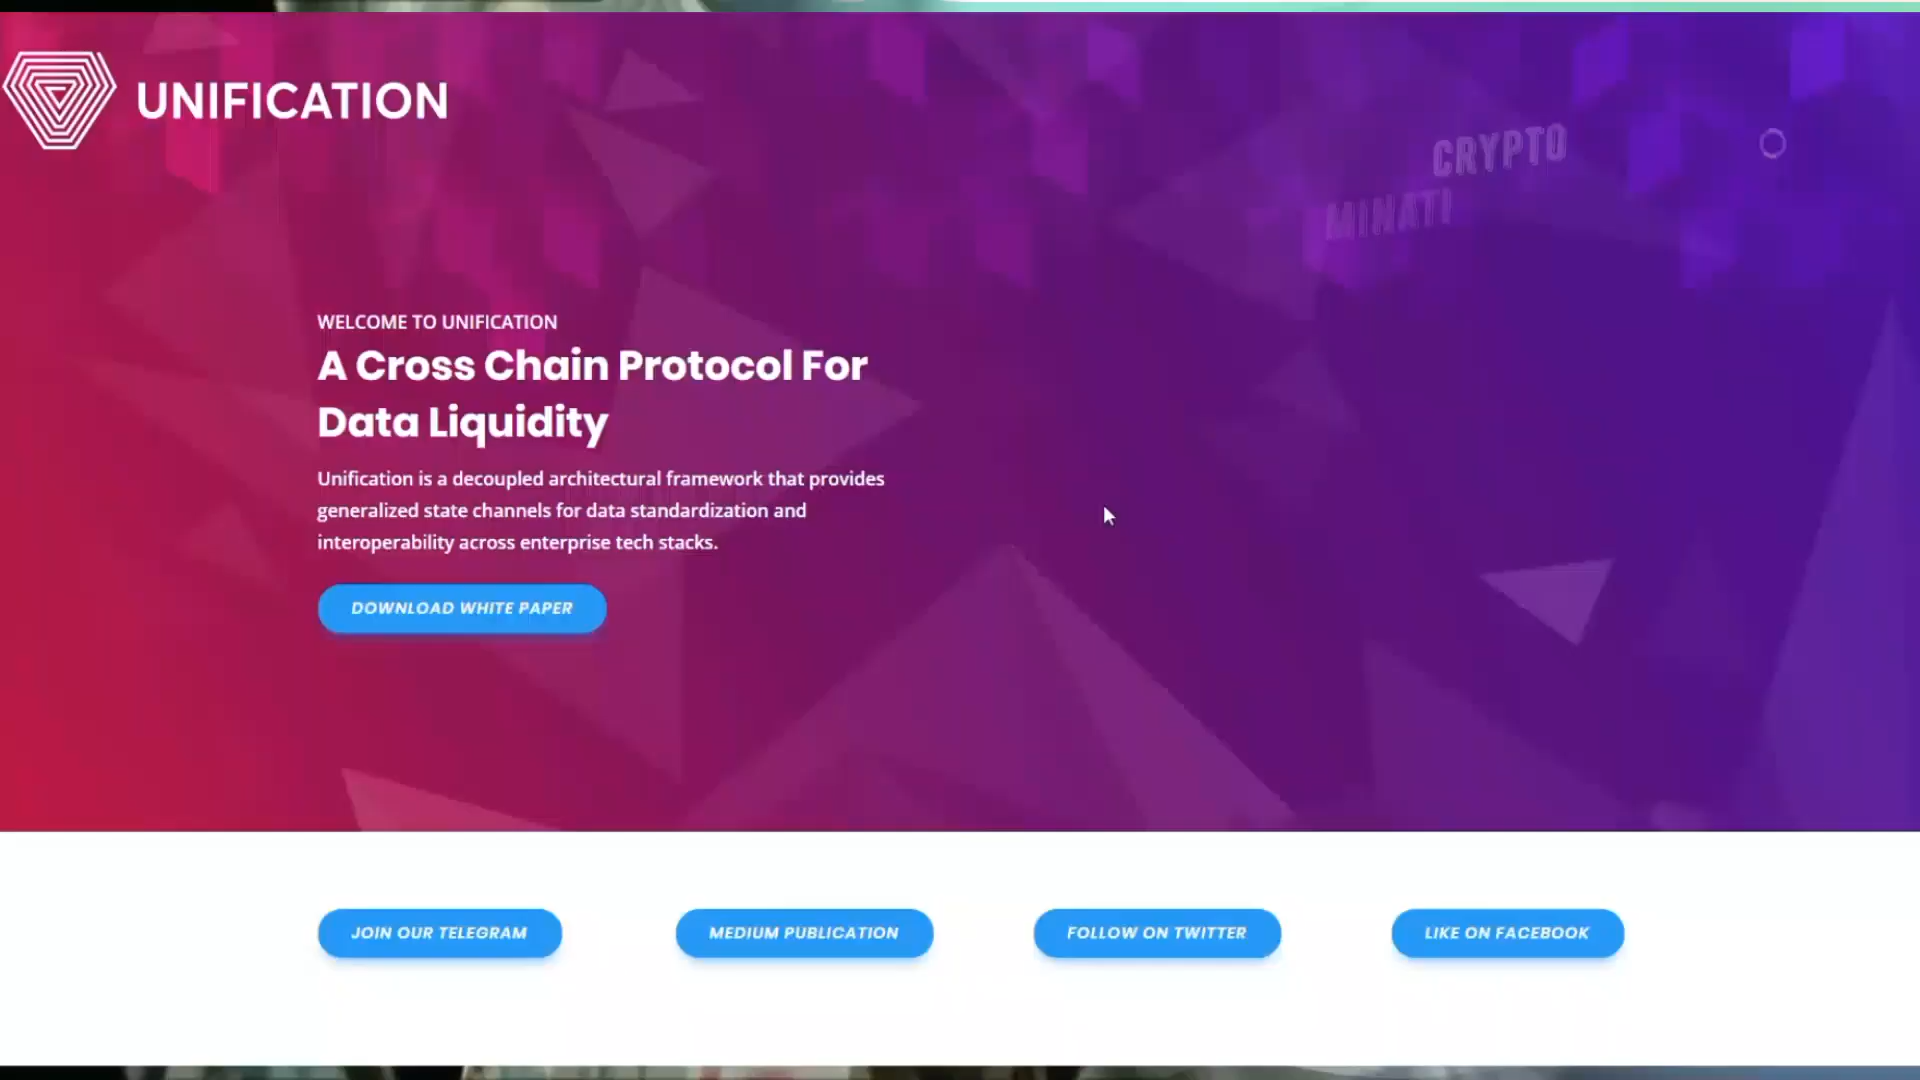 UNIFICATION
CRYPTO
MINATI
WELCOME TO UNIFICATION
A Cross Chain Protocol For
Data Liquidity
Unification is a decoupled architectural framework that provides
generalized state channels for data standardization and
interoperability across enterprise tech stacks.
DOWNLOAD WHITE PAPER
JOIN OUR TELEGRAM
MEDIUM PUBLICATION
FOLLOW ON TWITTER
LIKE ON FACEBOOK